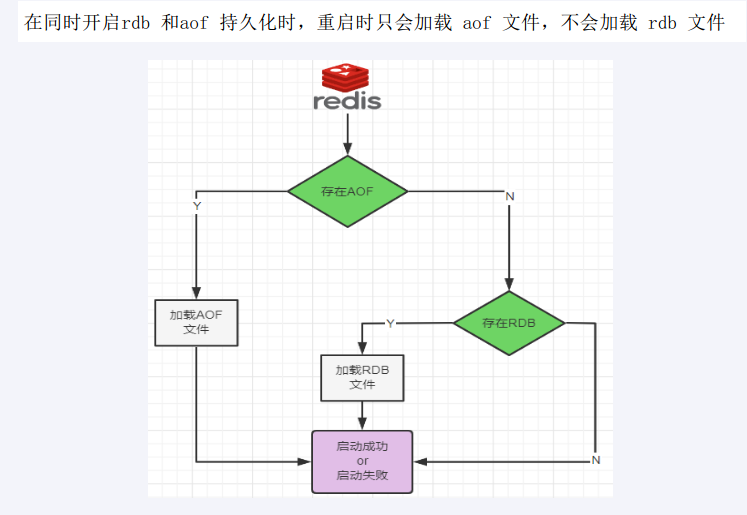 在同时开启rdb 和aof 持久化时，重启时只会加载 aof 文件，不会加载 rdb 文件
redis
存在AOF
Y
N
加载AOF
文件
存在RDB
Y
加载RDB
文件
启动成功
or
启动失败
N